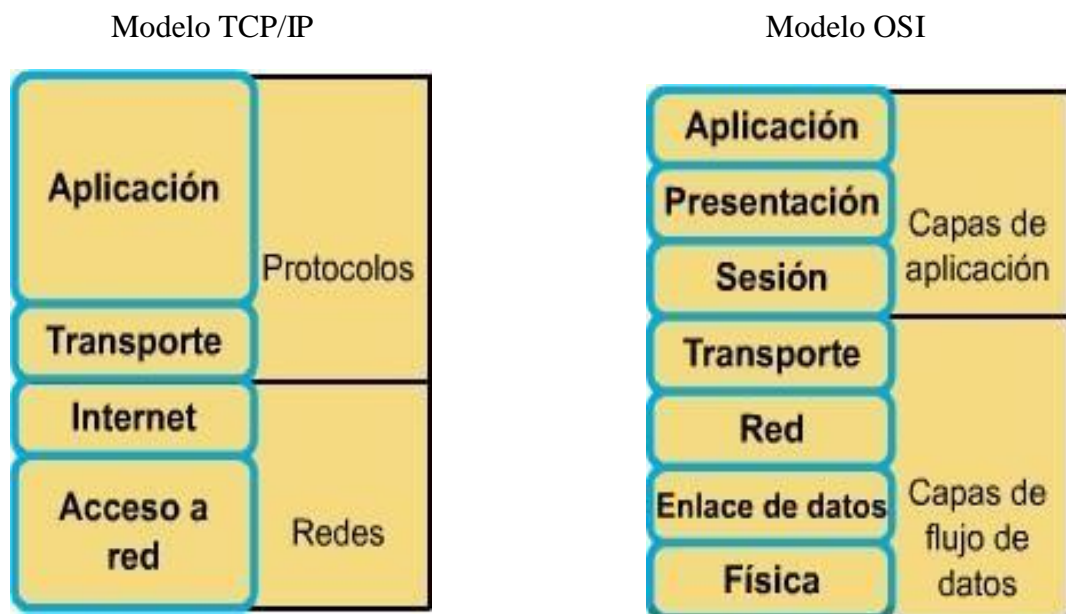 Modelo TCP/IP
Aplicación
Transporte
Internet
Acceso a
red
Protocolos
Redes
Modelo OSI
Aplicación
Presentación
Sesión
Transporte
Red
Enlace de datos
Física
Capas de
aplicación
Capas de
flujo de
datos